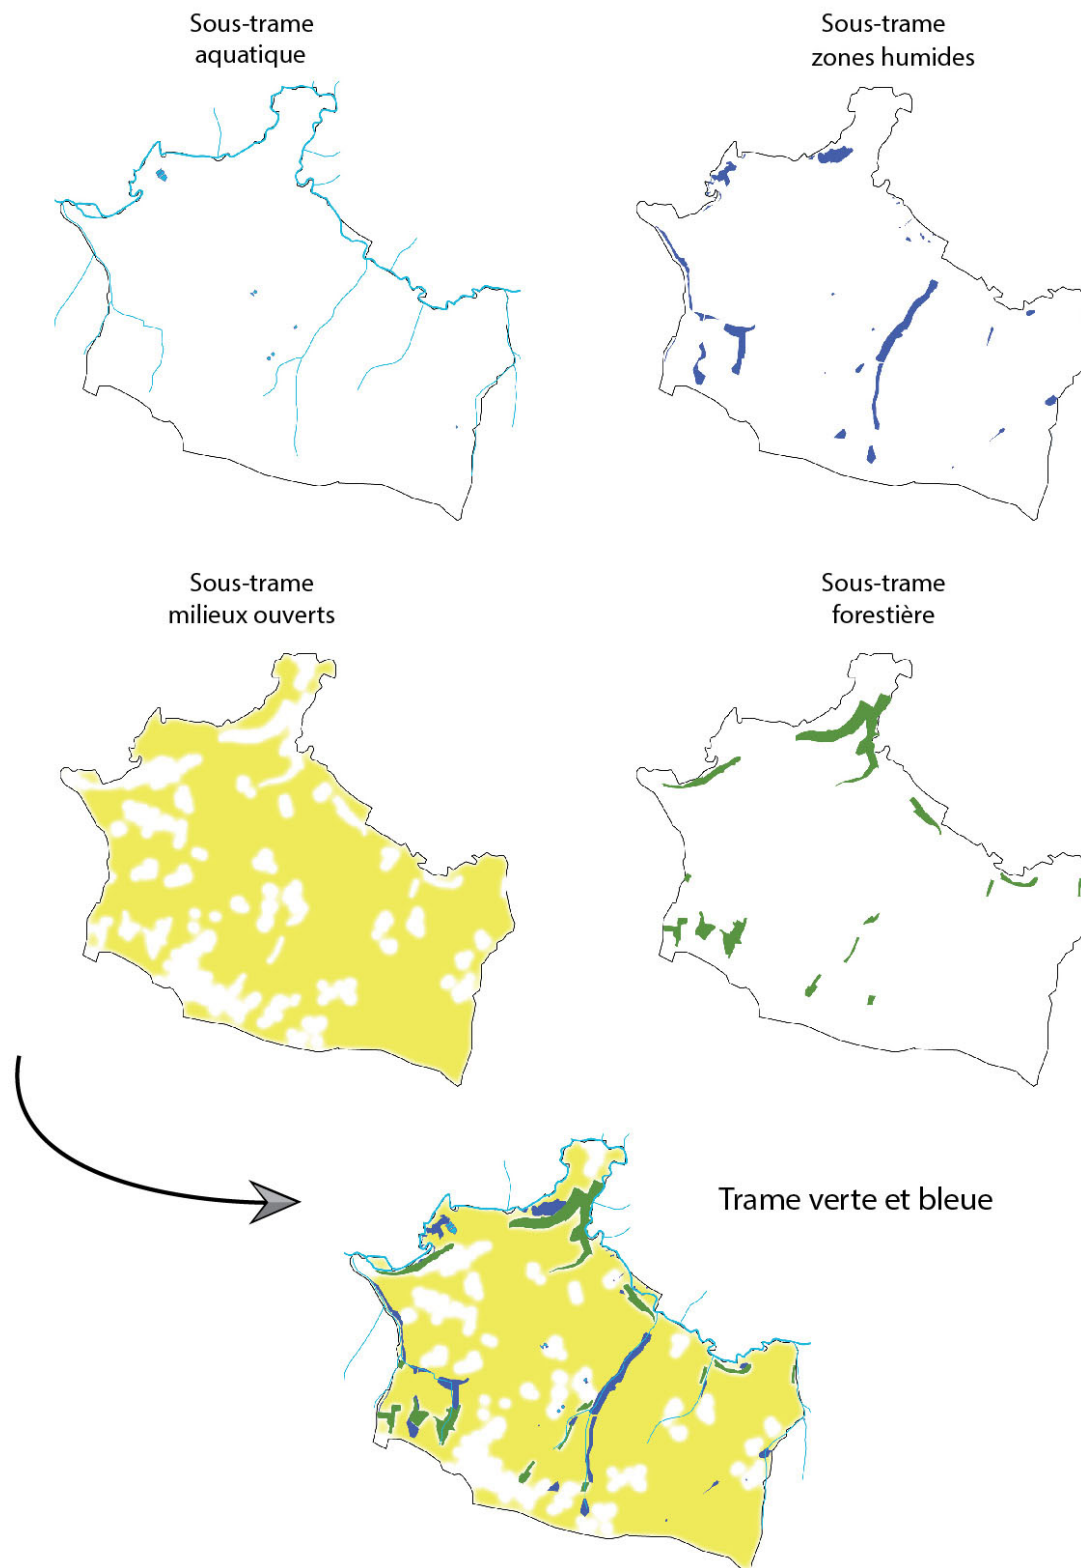 Sous-trame
aquatique
Sous-trame
zones humides
Sous-trame
milieux ouverts
Sous-trame
forestière
Trame verte et bleue